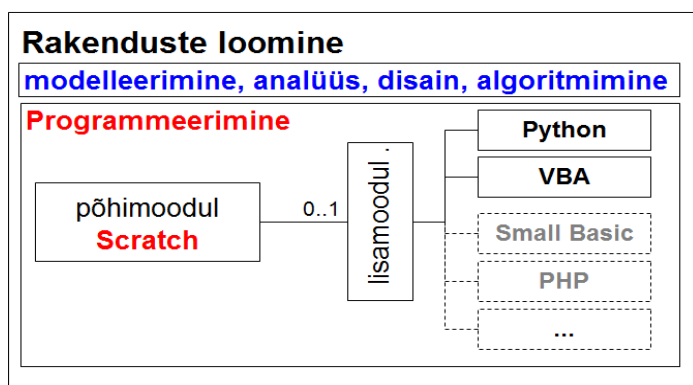 Rakenduste loomine
modelleerimine, analüüs, disain, algoritmimine
Programmeerimine
põhimoodul
Scratch
0..1
lisamoodul .
Python
VBA
Small Basic
PHP
...